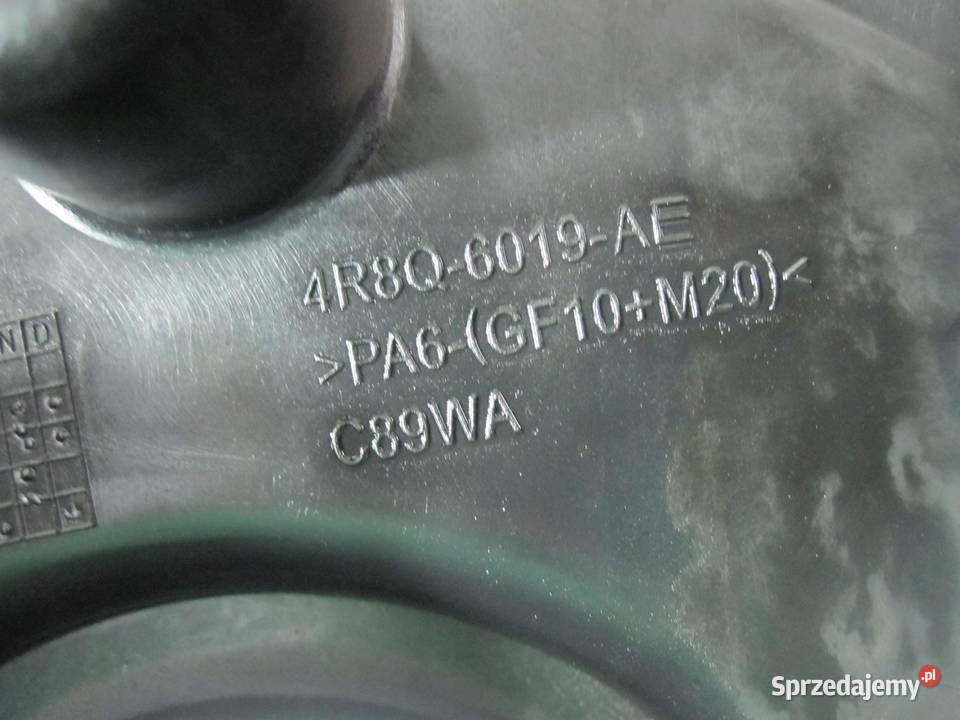 4R8Q-6019-AE
>PA6-(GF10+M20)<
C89WA
N D
Sprzedajemy.pl